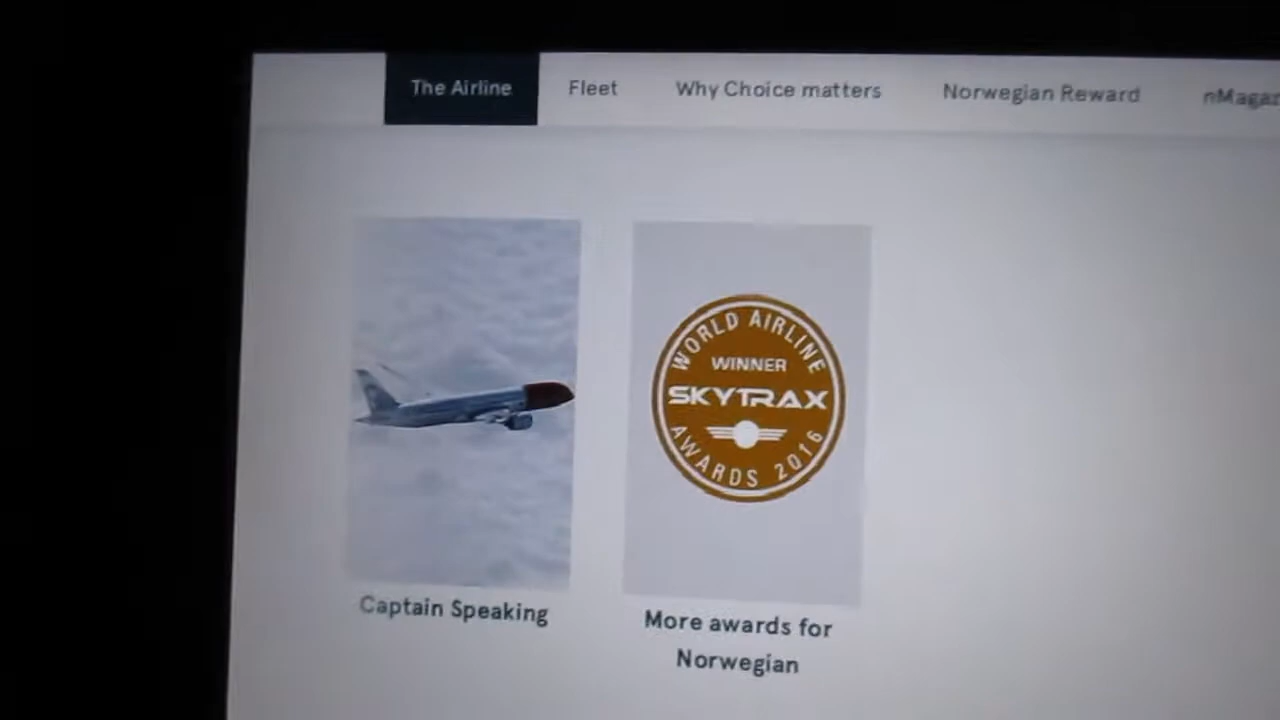 The Airline
Fleet
Why Choice matters
Norwegian Reward
WORLD AIRLINE
WINNER
SKYTRAX
AWARDS 2016
Captain Speaking
More awards for
Norwegian